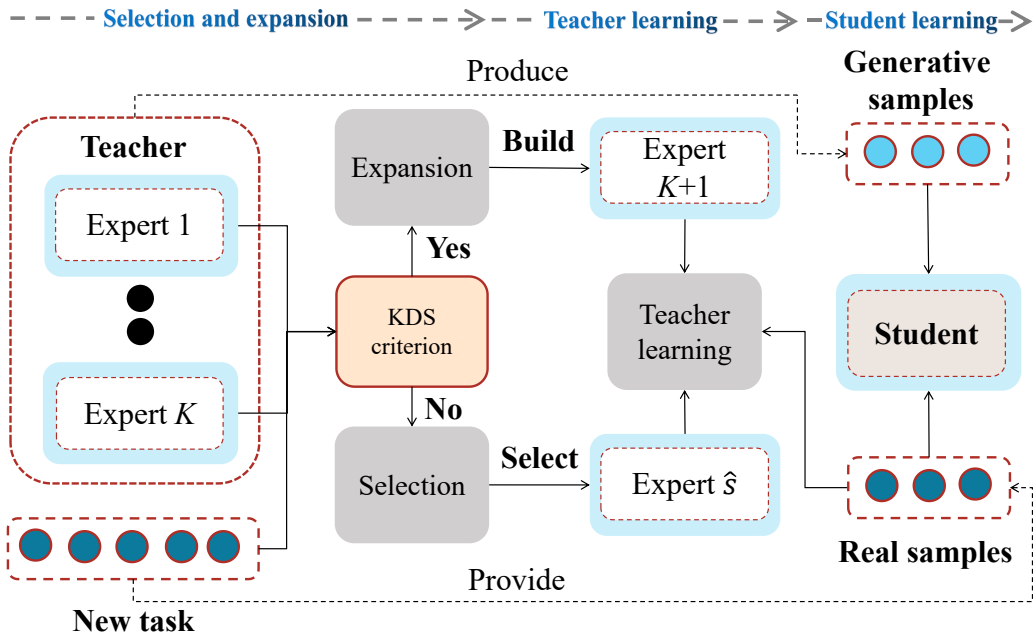 Selection and expansion
Teacher learning
Student learning
Produce
Generative
samples
Teacher
Expert 1
Expert K
Expansion
Build
Expert
K+1
Yes
KDS
criterion
No
Teacher
learning
Student
Selection
Select
Expert ŝ
Real samples
Provide
New task